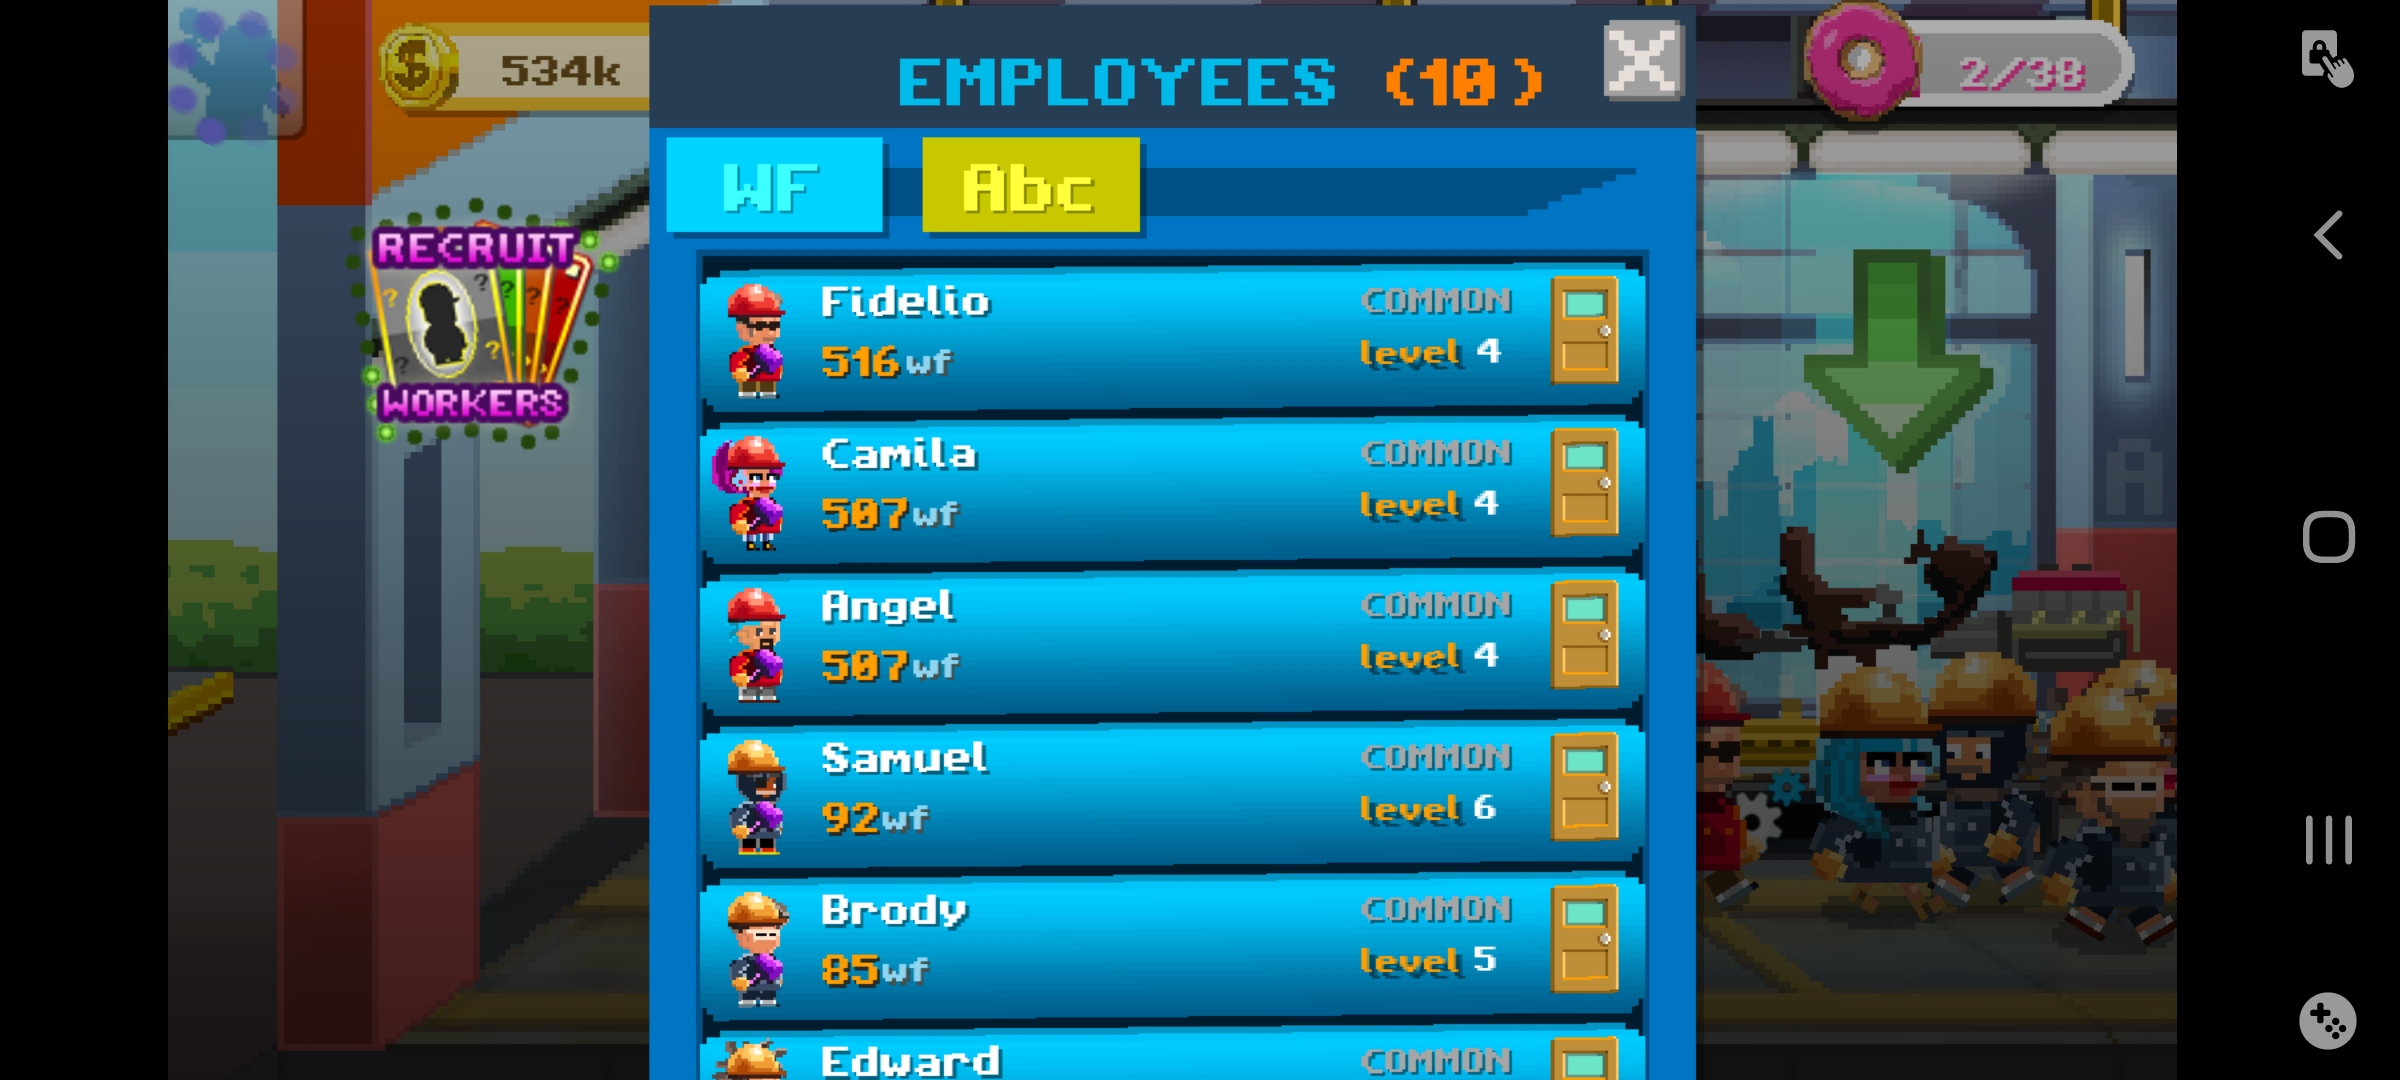 534k
EMPLOYEES (10)
2/38
WF
Abc
RECRUIT
WORKERS
Fidelio
COMMON
516wf
level 4
Camila
COMMON
507wf
level 4
Angel
COMMON
507wf
level 4
Samuel
COMMON
92wf
level 6
Brody
COMMON
85wf
level 5
Edward
COMMON
A